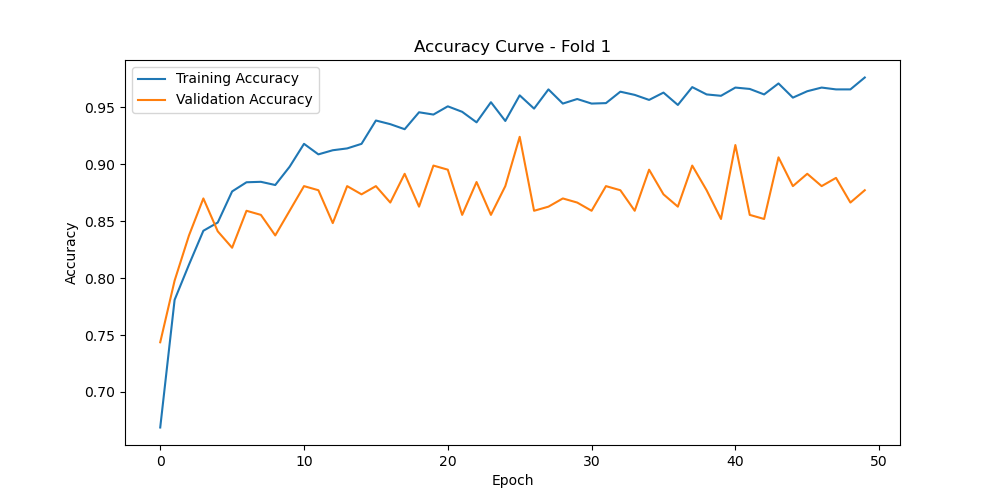 Accuracy Curve - Fold 1
Training Accuracy
Validation Accuracy
0.95
0.90
0.85
0.80
0.75
0.70
Accuracy
0 10 20 30 40 50
Epoch